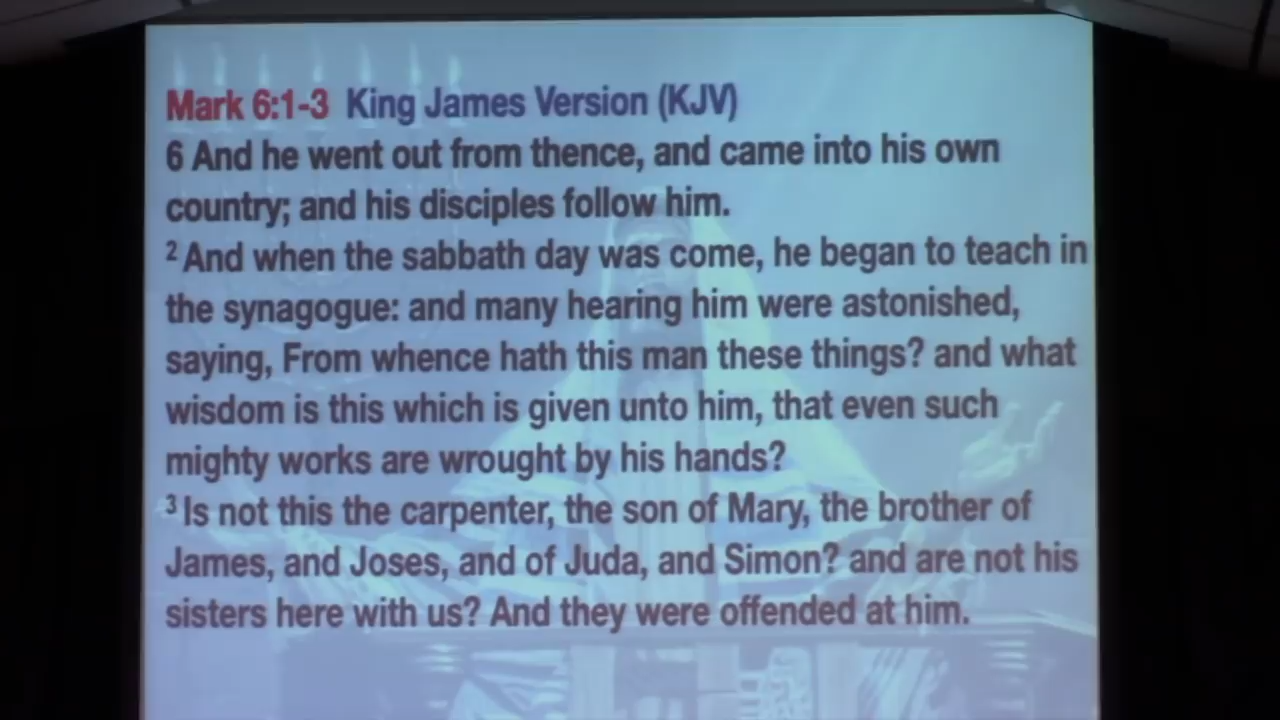 Mark 6:1-3 King James Version (KJV)
6 And he went out from thence, and came into his own
country; and his disciples follow him.
2 And when the sabbath day was come, he began to teach in
the synagogue: and many hearing him were astonished,
saying, From whence hath this man these things? and what
wisdom is this which is given unto him, that even such
mighty works are wrought by his hands?
3 Is not this the carpenter, the son of Mary, the brother of
James, and Joses, and of Juda, and Simon? and are not his
sisters here with us? And they were offended at him.